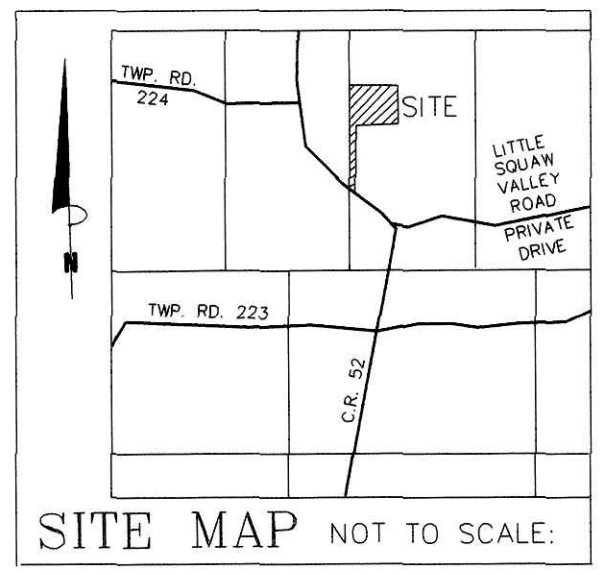 TWP. RD.
224
SITE
LITTLE
SQUAW
VALLEY
ROAD
PRIVATE
DRIVE
N
TWP. RD. 223
C.R. 52
SITE MAP NOT TO SCALE: